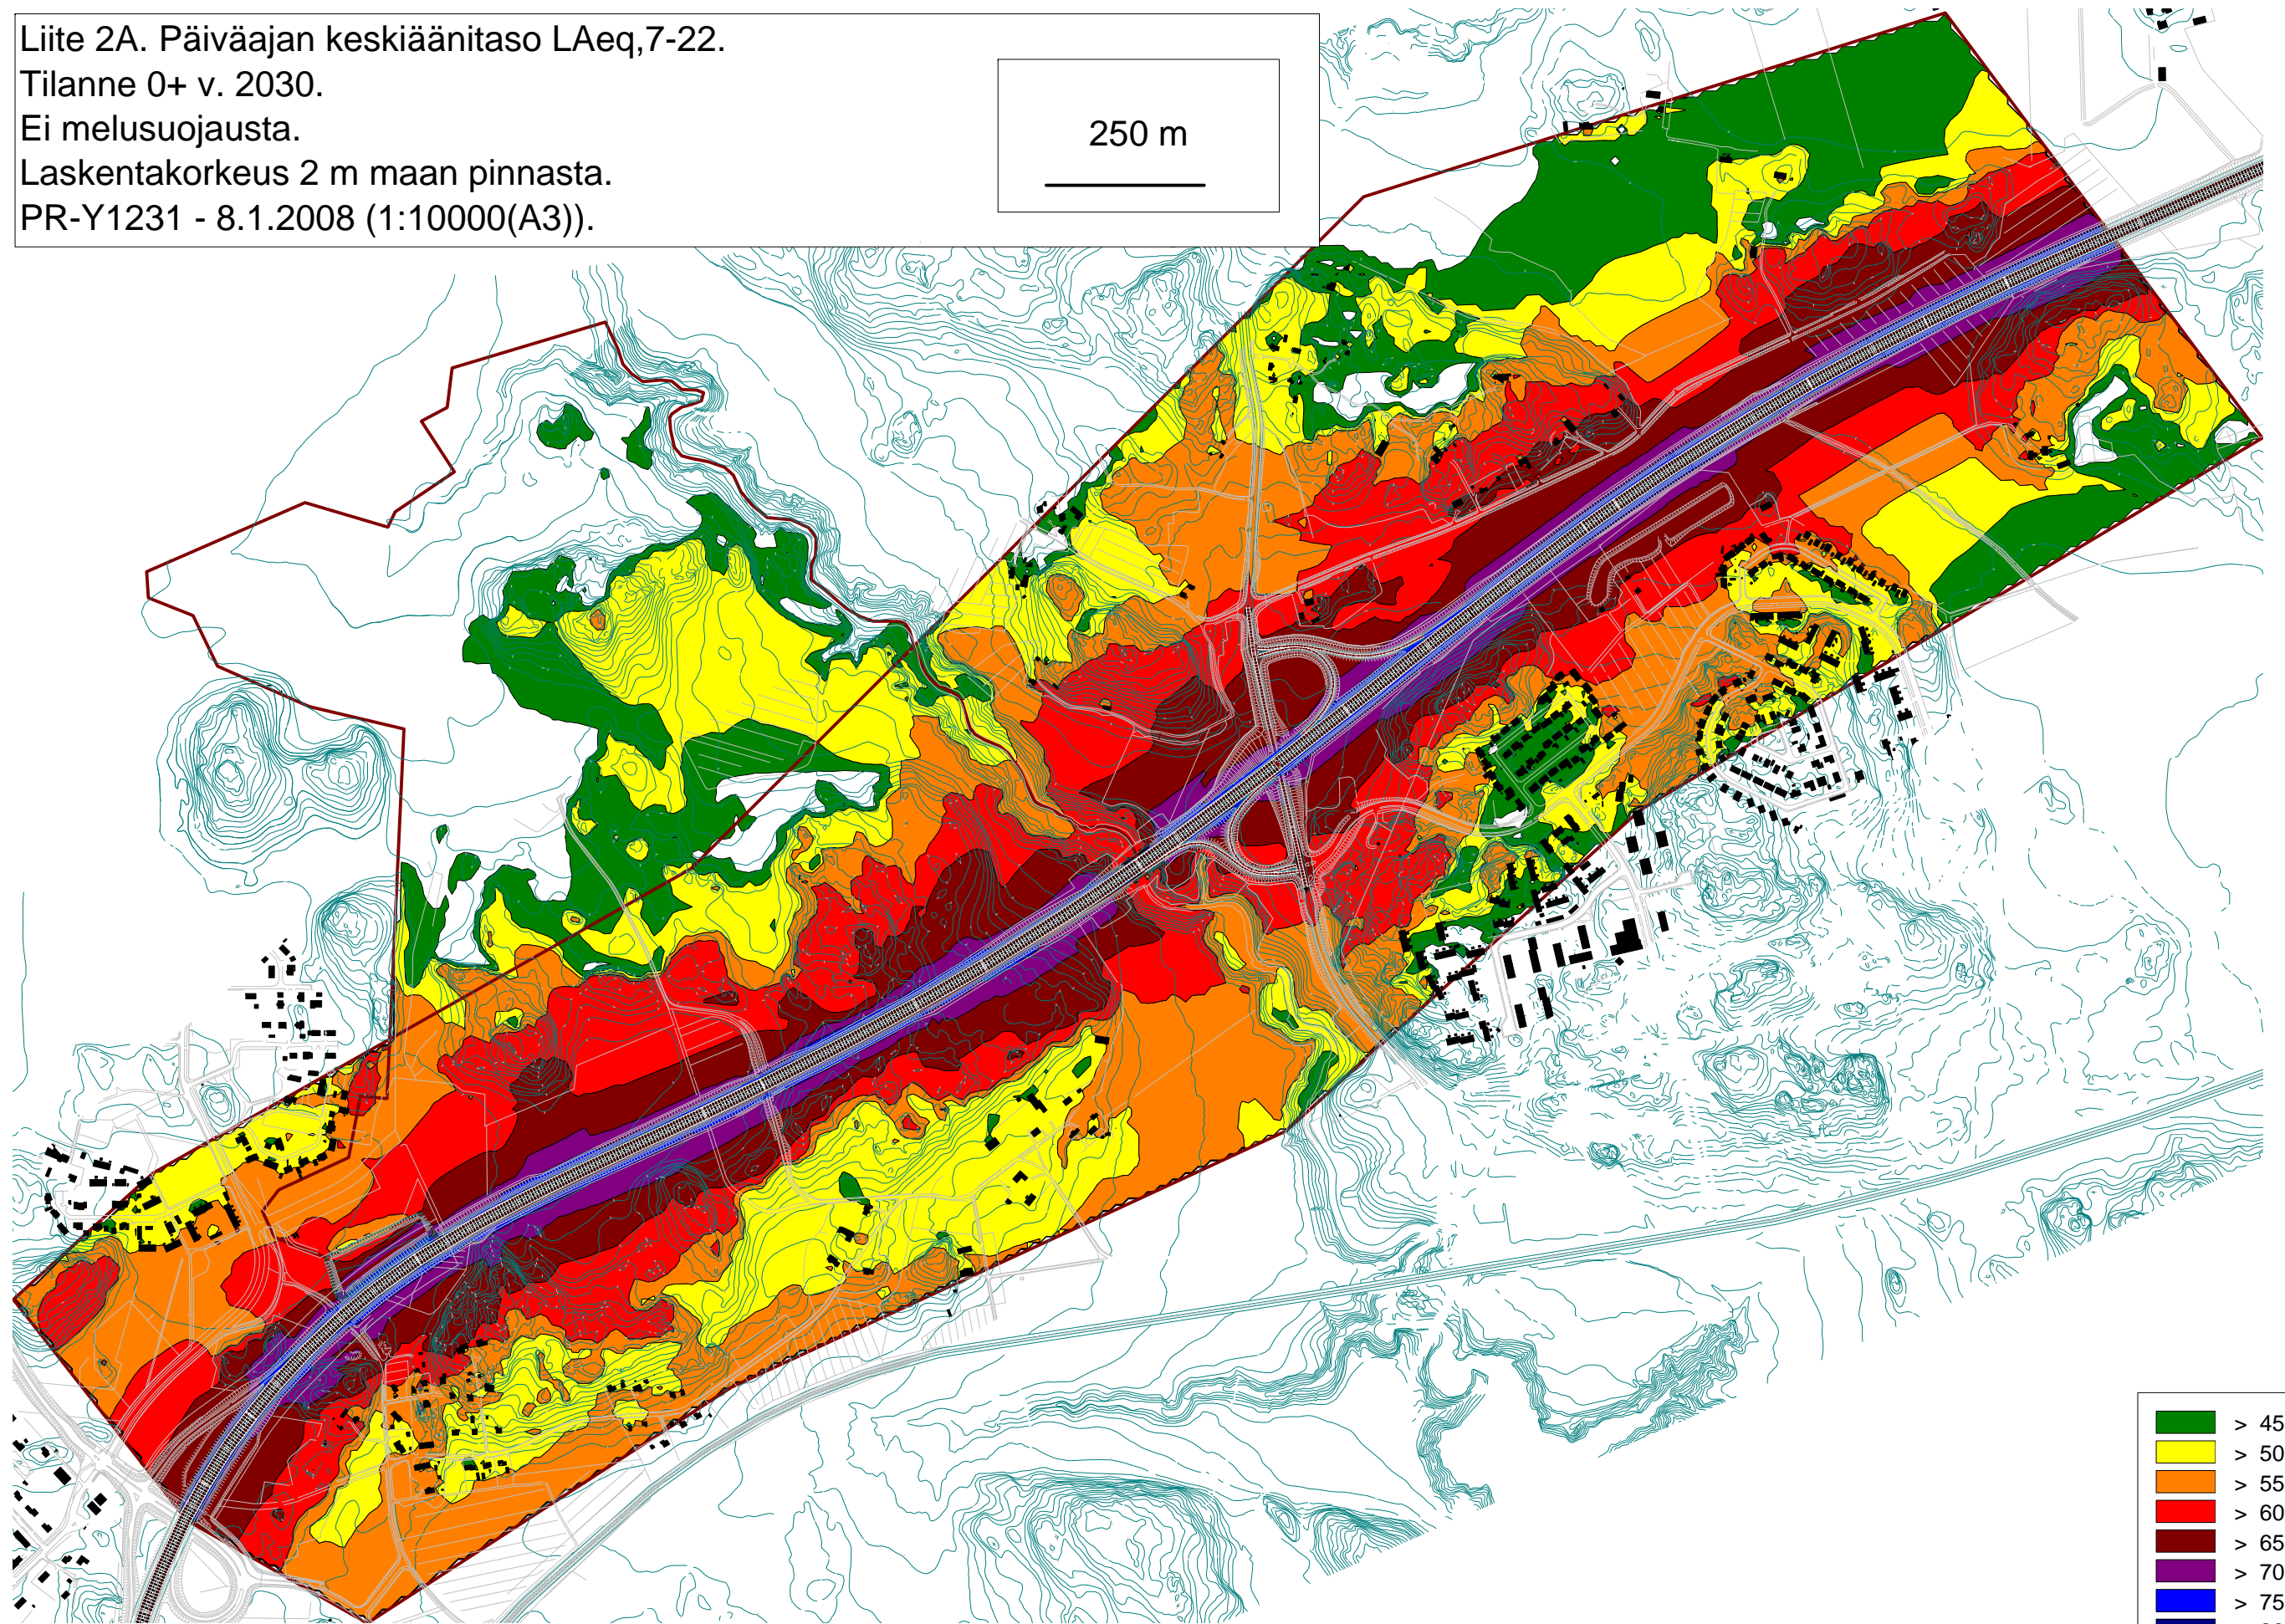 Liite 2A. Päiväajan keskiäänitaso LAeq,7-22.
Tilanne 0+ v. 2030.
Ei melusuojausta.
Laskentakorkeus 2 m maan pinnasta.
PR-Y1231 - 8.1.2008 (1:10000(A3)).
250 m
> 45
> 50
> 55
> 60
> 65
> 70
> 75